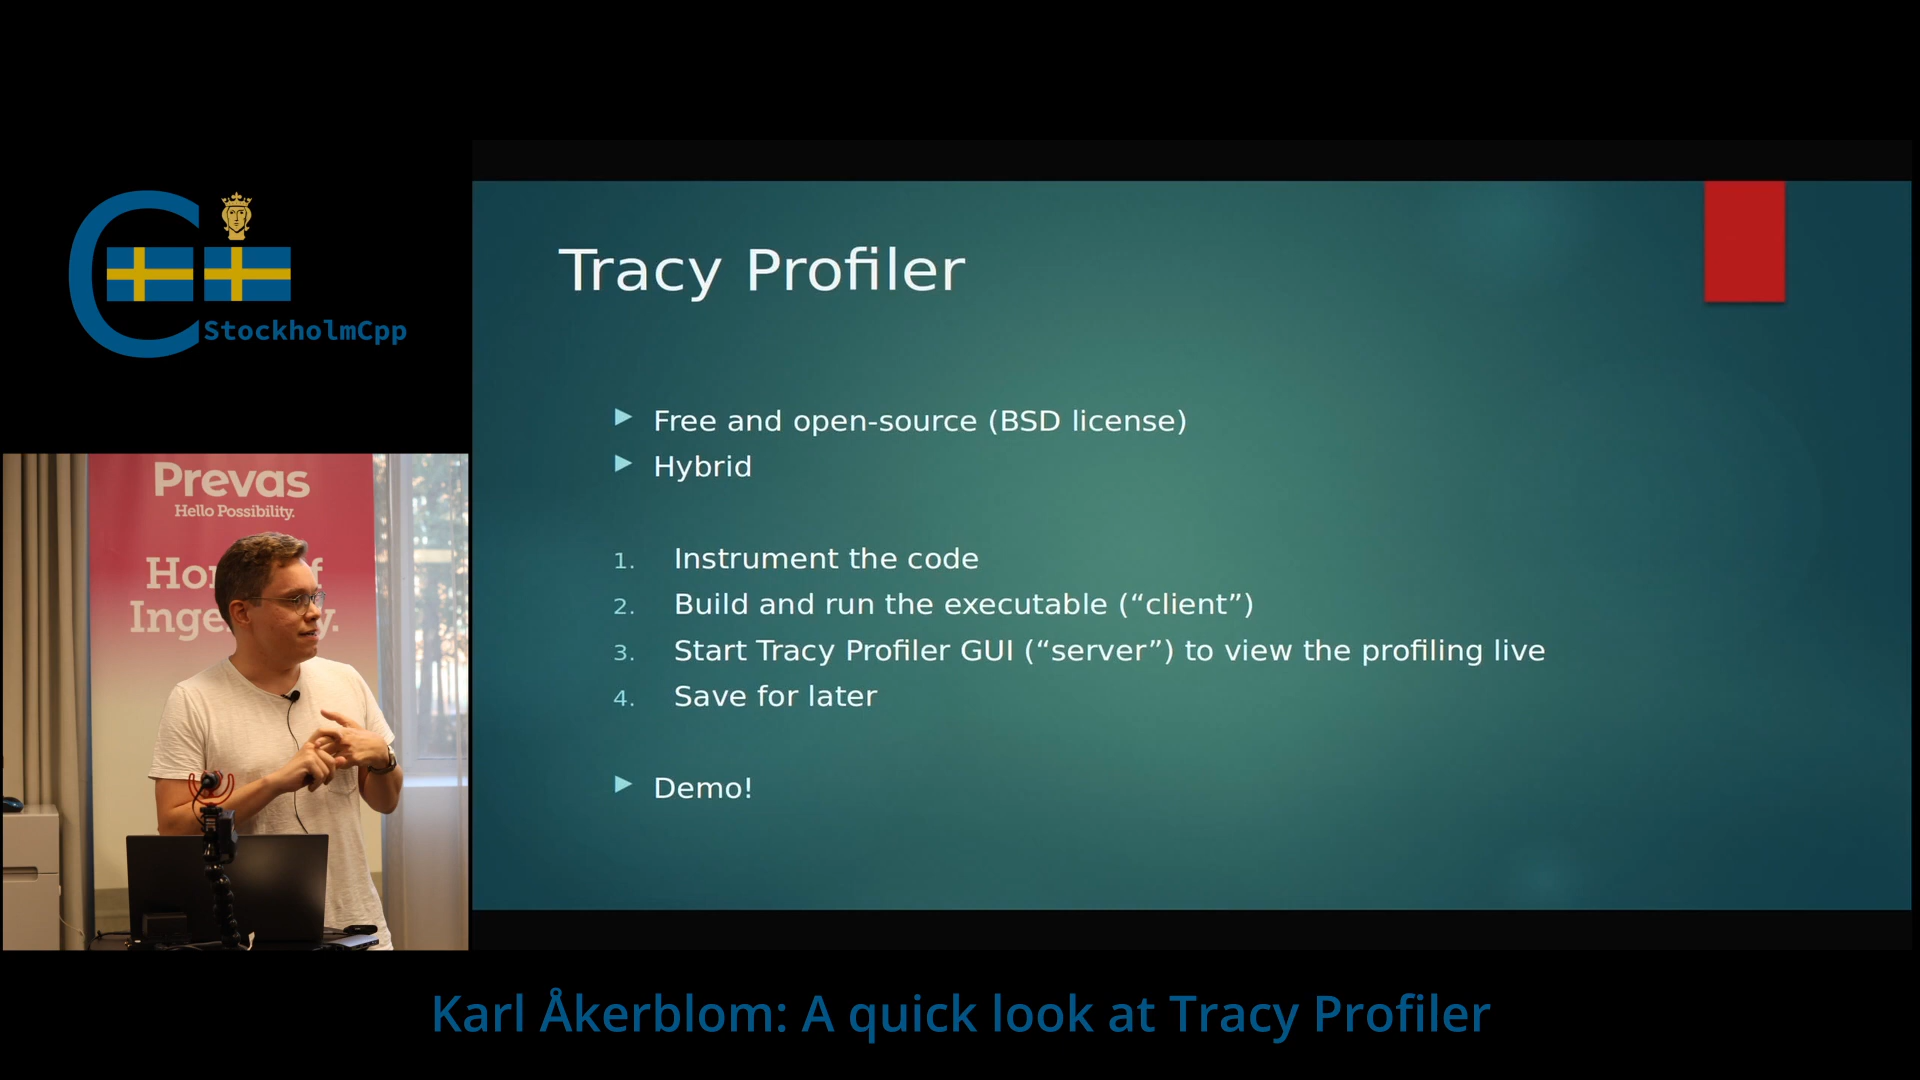 StockholmCpp
Prevas
Hello Possibility.
Tracy Profiler
▶ Free and open-source (BSD license)
▶ Hybrid
1. Instrument the code
2. Build and run the executable (“client”)
3. Start Tracy Profiler GUI (“server”) to view the profiling live
4. Save for later
▶ Demo!
Karl Åkerblom: A quick look at Tracy Profiler